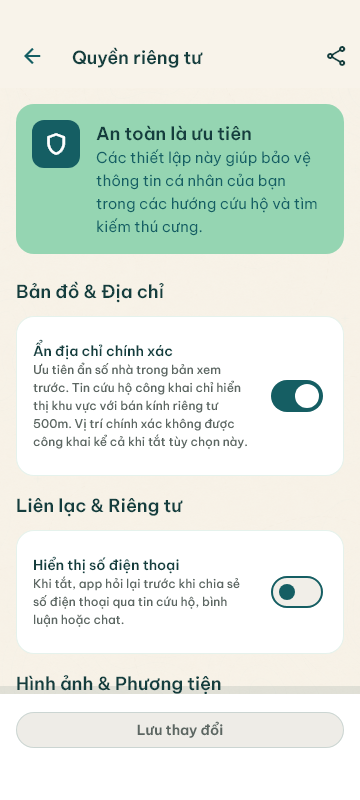 Quyền riêng tư
An toàn là ưu tiên
Các thiết lập này giúp bảo vệ
thông tin cá nhân của bạn
trong các hướng cứu hộ và tìm
kiếm thú cưng.
Bản đồ & Địa chỉ
Ẩn địa chỉ chính xác
Ưu tiên ẩn số nhà trong bản xem
trước. Tin cứu hộ công khai chỉ hiển
thị khu vực với bán kính riêng tư
500m. Vị trí chính xác không được
công khai kể cả khi tắt tùy chọn này.
Liên lạc & Riêng tư
Hiển thị số điện thoại
Khi tắt, app hỏi lại trước khi chia sẻ
số điện thoại qua tin cứu hộ, bình
luận hoặc chat.
Hình ảnh & Phương tiện
Lưu thay đổi